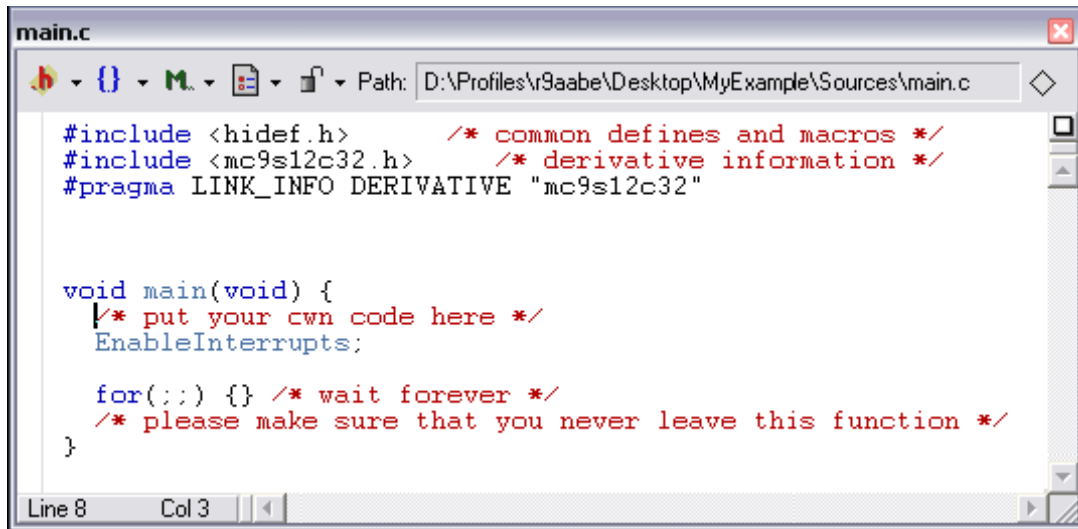 main.c
h {} M.. Path: D:\Profiles\r9aabe\Desktop\MyExample\Sources\main.c
#include <hidef.h>      /* common defines and macros */
#include <mc9s12c32.h>     /* derivative information */
#pragma LINK_INFO DERIVATIVE "mc9s12c32"
void main(void) {
  /* put your cwn code here */
  EnableInterrupts;
  for(;;) {} /* wait forever */
  /* please make sure that you never leave this function */
}
Line 8 Col 3